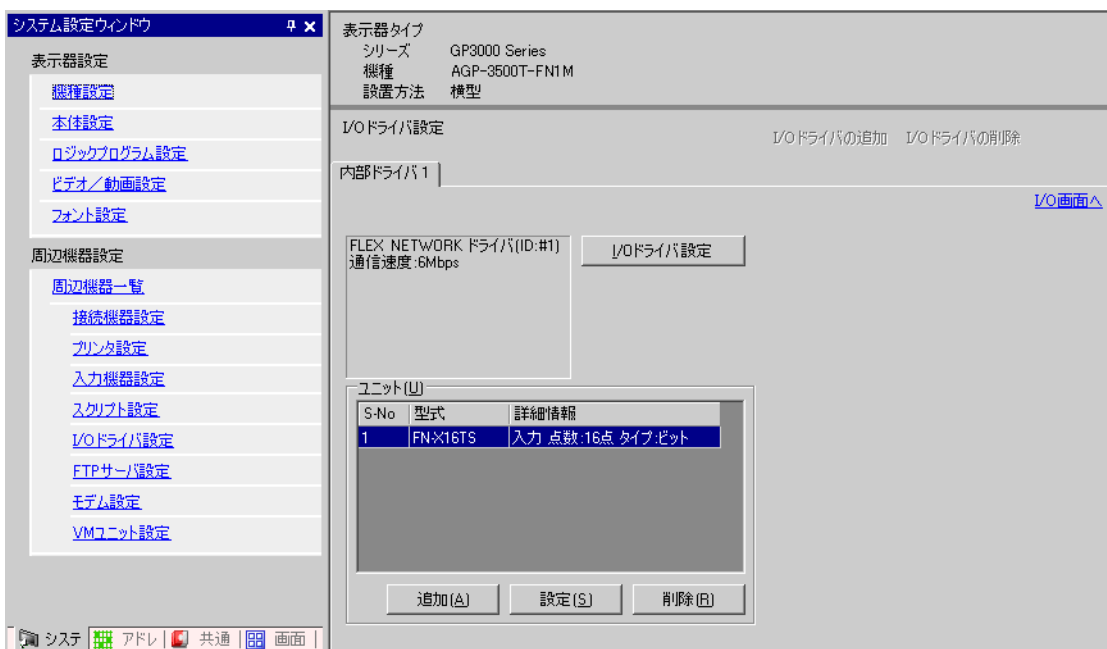 システム設定ウィンドウ
表示器設定
機種設定
本体設定
ロジックプログラム設定
ビデオ／動画設定
フォント設定
周辺機器設定
周辺機器一覧
接続機器設定
プリンタ設定
入力機器設定
スクリプト設定
I/Oドライバ設定
FTPサーバ設定
モデム設定
VMユニット設定
システ アドレ 共通 画面
表示器タイプ
シリーズ GP3000 Series
機種 AGP-3500T-FN1M
設置方法 横型
I/Oドライバ設定
I/Oドライバの追加 I/Oドライバの削除
内部ドライバ 1
I/O画面へ
FLEX NETWORK ドライバ(ID:#1)
通信速度:6Mbps
I/Oドライバ設定
ユニット(U)
S-No 型式 詳細情報
1 FN-X16TS 入力 点数:16点 タイプ:ビット
追加(A) 設定(S) 削除(R)